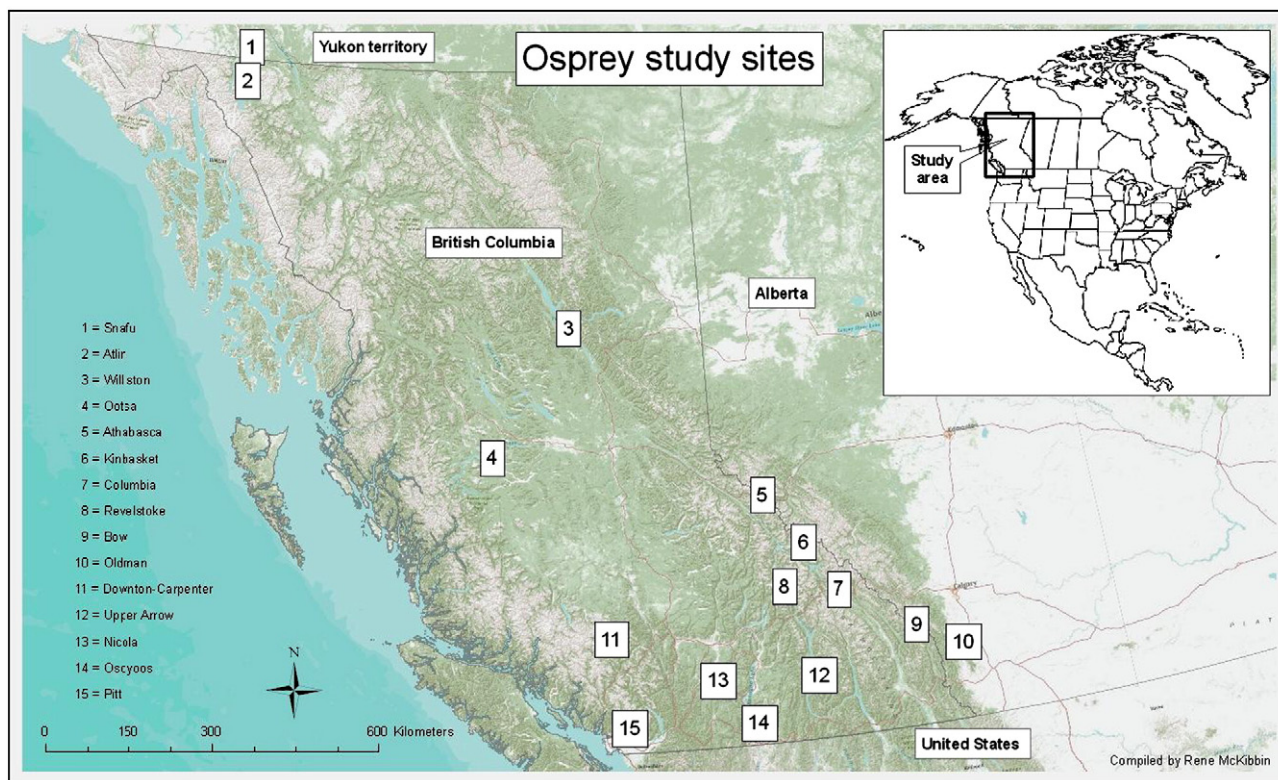 Osprey study sites
Yukon territory
British Columbia
Alberta
United States
Study
area
1
2
3
4
5
6
7
8
9
10
11
12
13
14
15
1 = Snafu
2 = Atlir
3 = Williston
4 = Ootsa
5 = Athabasca
6 = Kinbasket
7 = Columbia
8 = Revelstoke
9 = Bow
10 = Oldman
11 = Downton-Carpenter
12 = Upper Arrow
13 = Nicola
14 = Oscyoos
15 = Pitt
N
0 150 300 600 Kilometers
Calgary
Compiled by Rene McKibbin